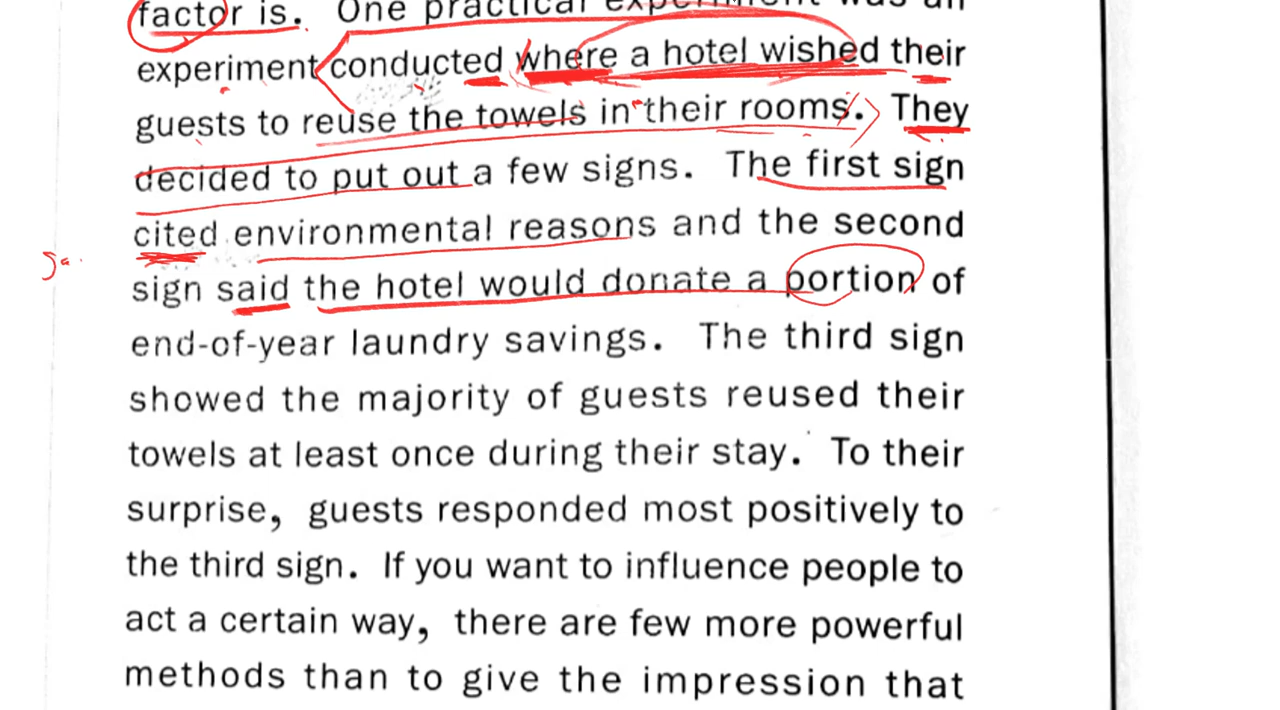 factor is. One practical experiment was an
experiment conducted where a hotel wished their
guests to reuse the towels in their rooms. They
decided to put out a few signs. The first sign
cited environmental reasons and the second
sign said the hotel would donate a portion of
end-of-year laundry savings. The third sign
showed the majority of guests reused their
towels at least once during their stay. To their
surprise, guests responded most positively to
the third sign. If you want to influence people to
act a certain way, there are few more powerful
methods than to give the impression that